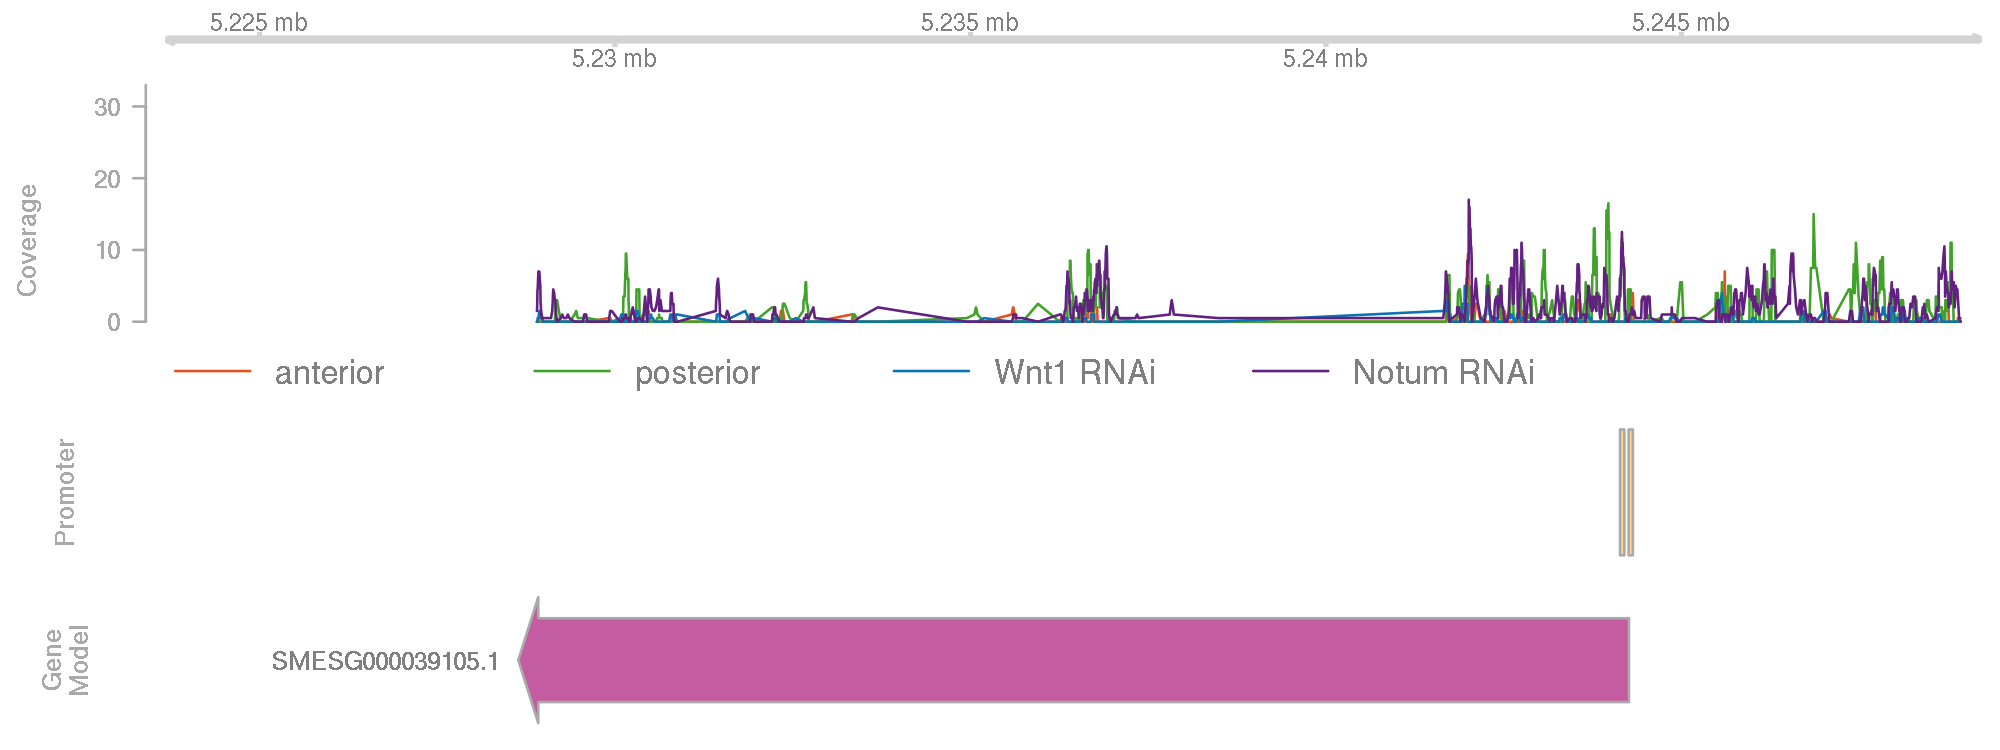 5.225 mb
5.235 mb
5.245 mb
5.23 mb
5.24 mb
Coverage
30
20
10
0
anterior
posterior
Wnt1 RNAi
Notum RNAi
Promoter
Gene
Model
SMESG000039105.1